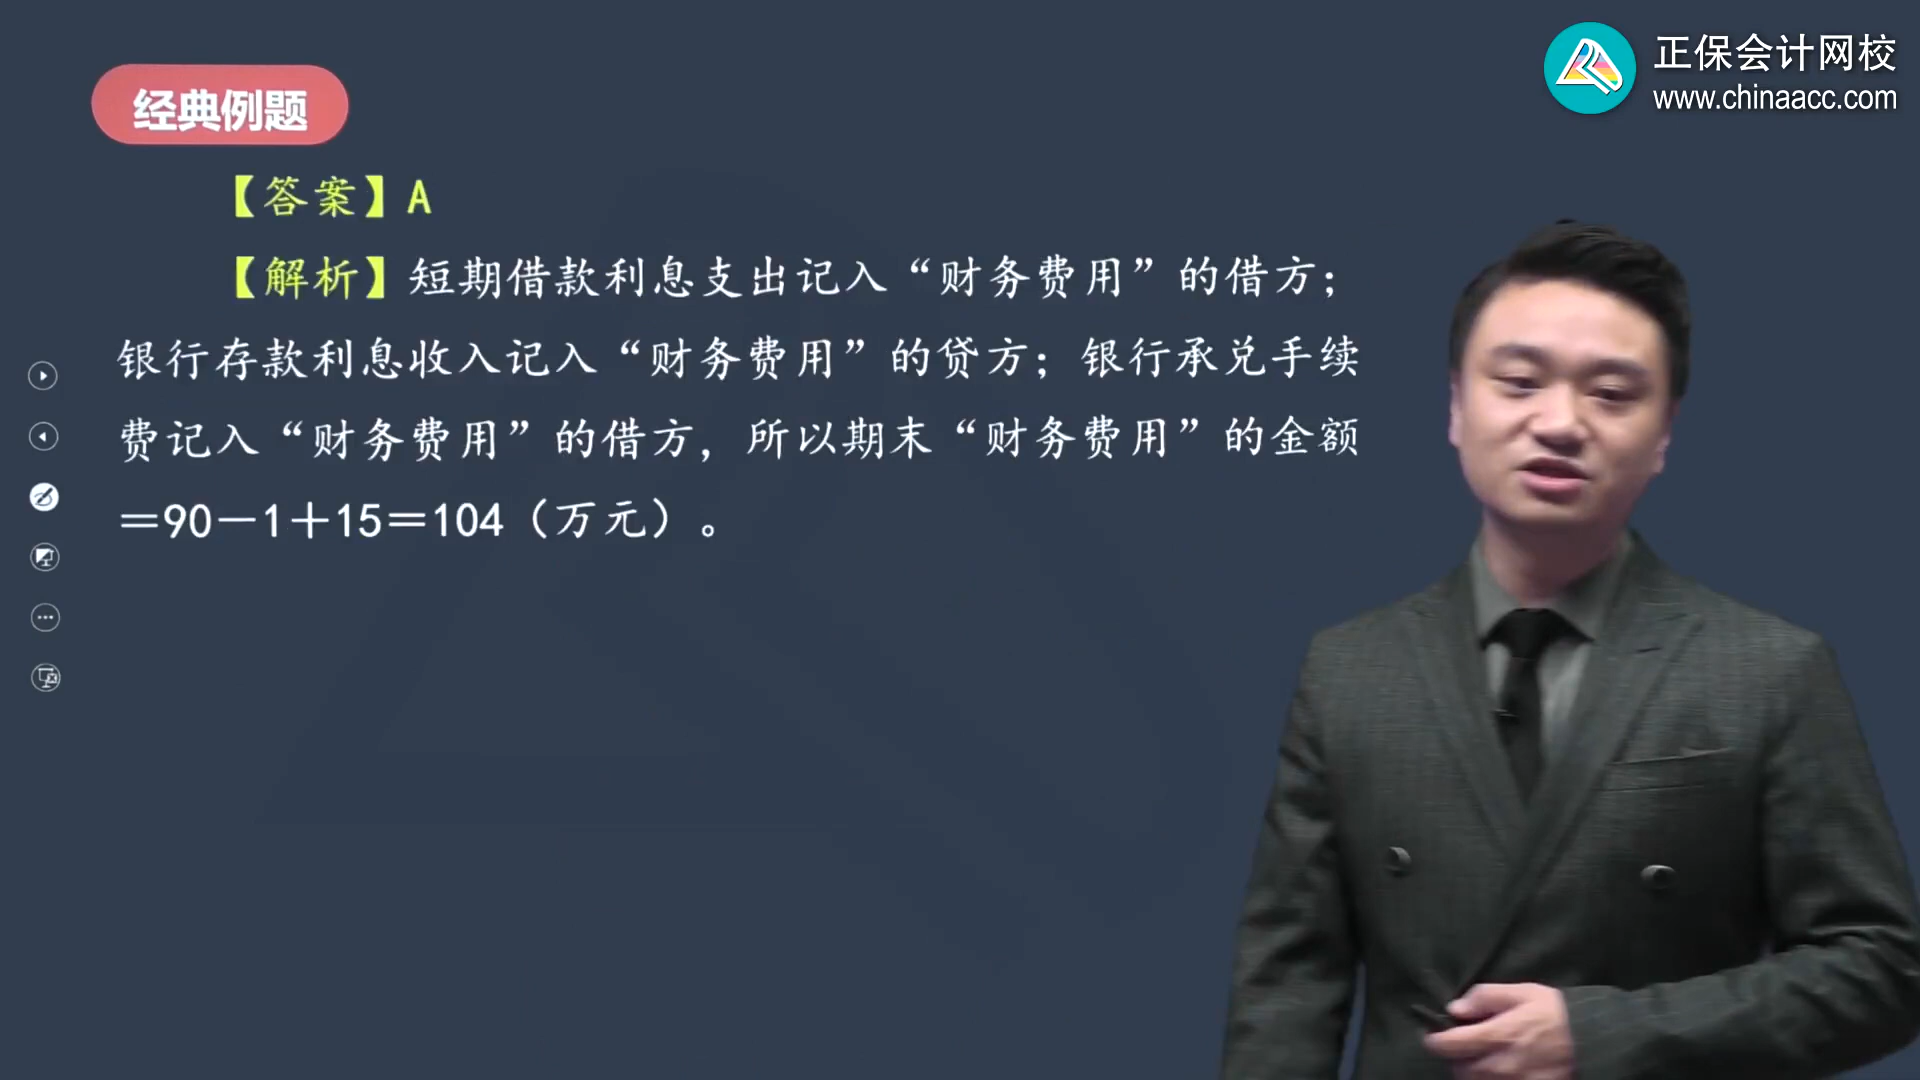 正保会计网校
www.chinaacc.com
经典例题
【答案】A
【解析】短期借款利息支出记入“财务费用”的借方；
银行存款利息收入记入“财务费用”的贷方；银行承兑手续
费记入“财务费用”的借方，所以期末“财务费用”的金额
＝90－1＋15＝104（万元）。